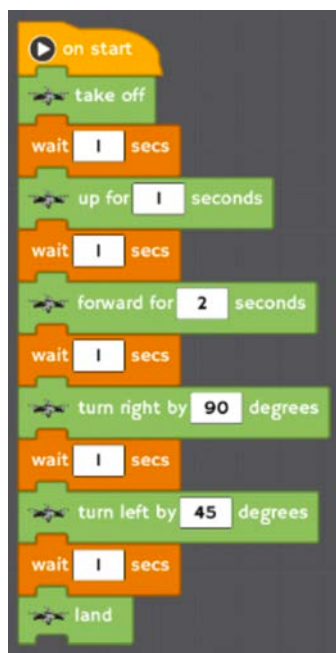 on start
take off
wait 1 secs
up for 1 seconds
wait 1 secs
forward for 2 seconds
wait 1 secs
turn right by 90 degrees
wait 1 secs
turn left by 45 degrees
wait 1 secs
land